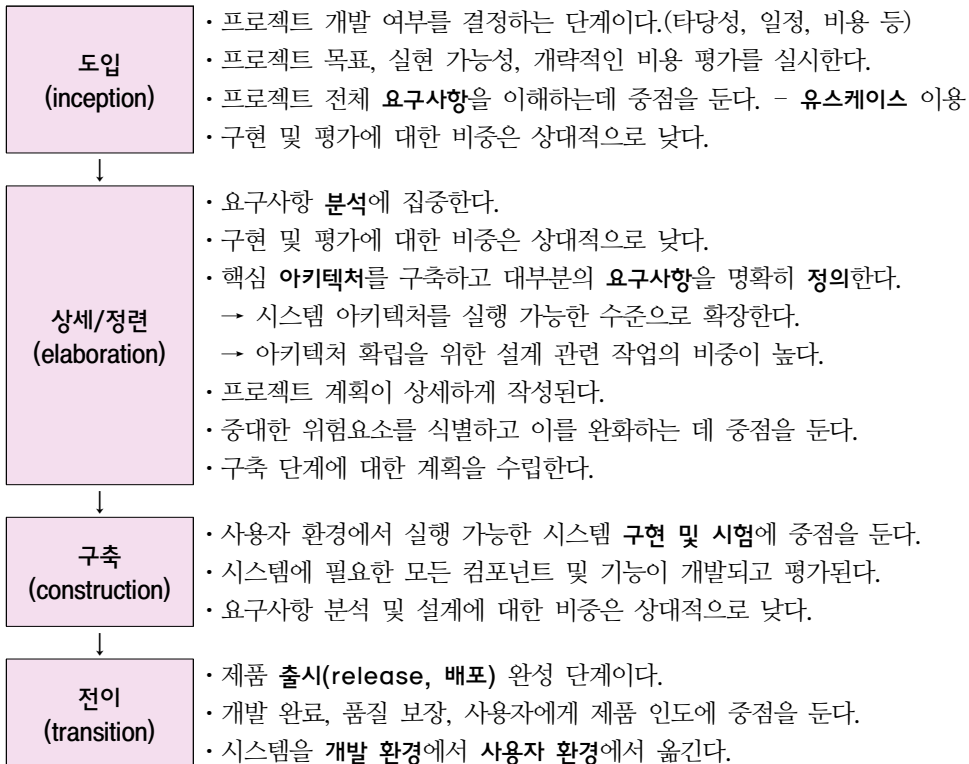 도입
(inception)
· 프로젝트 개발 여부를 결정하는 단계이다.(타당성, 일정, 비용 등)
· 프로젝트 목표, 실현 가능성, 개략적인 비용 평가를 실시한다.
· 프로젝트 전체 요구사항을 이해하는데 중점을 둔다. - 유스케이스 이용
· 구현 및 평가에 대한 비중은 상대적으로 낮다.
↓
상세/정련
(elaboration)
· 요구사항 분석에 집중한다.
· 구현 및 평가에 대한 비중은 상대적으로 낮다.
· 핵심 아키텍처를 구축하고 대부분의 요구사항을 명확히 정의한다.
→ 시스템 아키텍처를 실행 가능한 수준으로 확장한다.
→ 아키텍처 확립을 위한 설계 관련 작업의 비중이 높다.
· 프로젝트 계획이 상세하게 작성된다.
· 중대한 위험요소를 식별하고 이를 완화하는 데 중점을 둔다.
· 구축 단계에 대한 계획을 수립한다.
↓
구축
(construction)
· 사용자 환경에서 실행 가능한 시스템 구현 및 시험에 중점을 둔다.
· 시스템에 필요한 모든 컴포넌트 및 기능이 개발되고 평가된다.
· 요구사항 분석 및 설계에 대한 비중은 상대적으로 낮다.
↓
전이
(transition)
· 제품 출시(release, 배포) 완성 단계이다.
· 개발 완료, 품질 보장, 사용자에게 제품 인도에 중점을 둔다.
· 시스템을 개발 환경에서 사용자 환경에서 옮긴다.